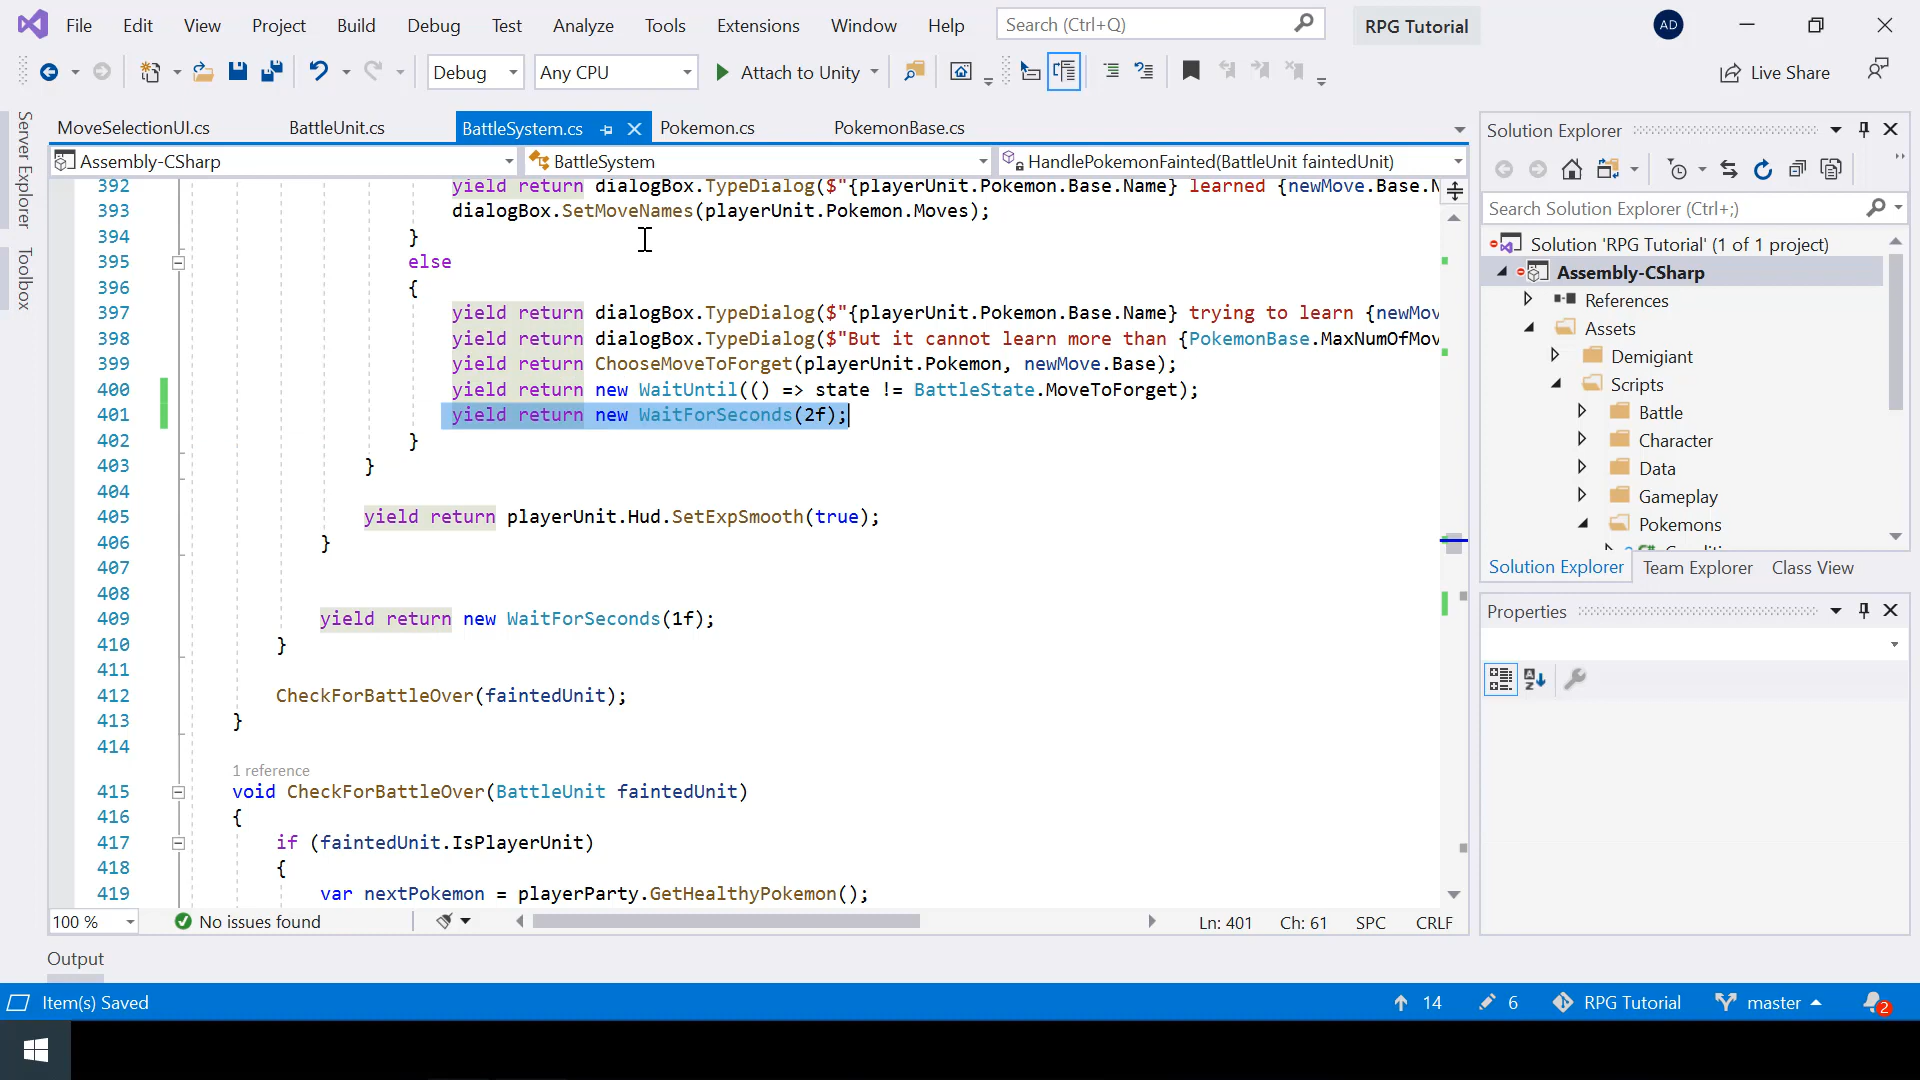 File Edit View Project Build Debug Test Analyze Tools Extensions Window Help Search (Ctrl+Q) RPG Tutorial AD
Debug Any CPU Attach to Unity Live Share
Server Explorer
Toolbox
MoveSelectionUI.cs BattleUnit.cs BattleSystem.cs Pokemon.cs PokemonBase.cs
Assembly-CSharp BattleSystem HandlePokemonFainted(BattleUnit faintedUnit)
392 yield return dialogBox.TypeDialog($"{playerUnit.Pokemon.Base.Name} learned {newMove.Base.N
393 dialogBox.SetMoveNames(playerUnit.Pokemon.Moves);
394 }
395 else
396 {
397 yield return dialogBox.TypeDialog($"{playerUnit.Pokemon.Base.Name} trying to learn {newMov
398 yield return dialogBox.TypeDialog($"But it cannot learn more than {PokemonBase.MaxNumOfMov
399 yield return ChooseMoveToForget(playerUnit.Pokemon, newMove.Base);
400 yield return new WaitUntil(() => state != BattleState.MoveToForget);
401 yield return new WaitForSeconds(2f);
402 }
403 }
404
405 yield return playerUnit.Hud.SetExpSmooth(true);
406 }
407
408
409 yield return new WaitForSeconds(1f);
410 }
411
412 CheckForBattleOver(faintedUnit);
413 }
414
1 reference
415 void CheckForBattleOver(BattleUnit faintedUnit)
416 {
417 if (faintedUnit.IsPlayerUnit)
418 {
419 var nextPokemon = playerParty.GetHealthyPokemon();
100 % No issues found Ln: 401 Ch: 61 SPC CRLF
Solution Explorer
Search Solution Explorer (Ctrl+;)
Solution 'RPG Tutorial' (1 of 1 project)
Assembly-CSharp
References
Assets
Demigiant
Scripts
Battle
Character
Data
Gameplay
Pokemons
Solution Explorer Team Explorer Class View
Properties
Output
Item(s) Saved 14 6 RPG Tutorial master 2